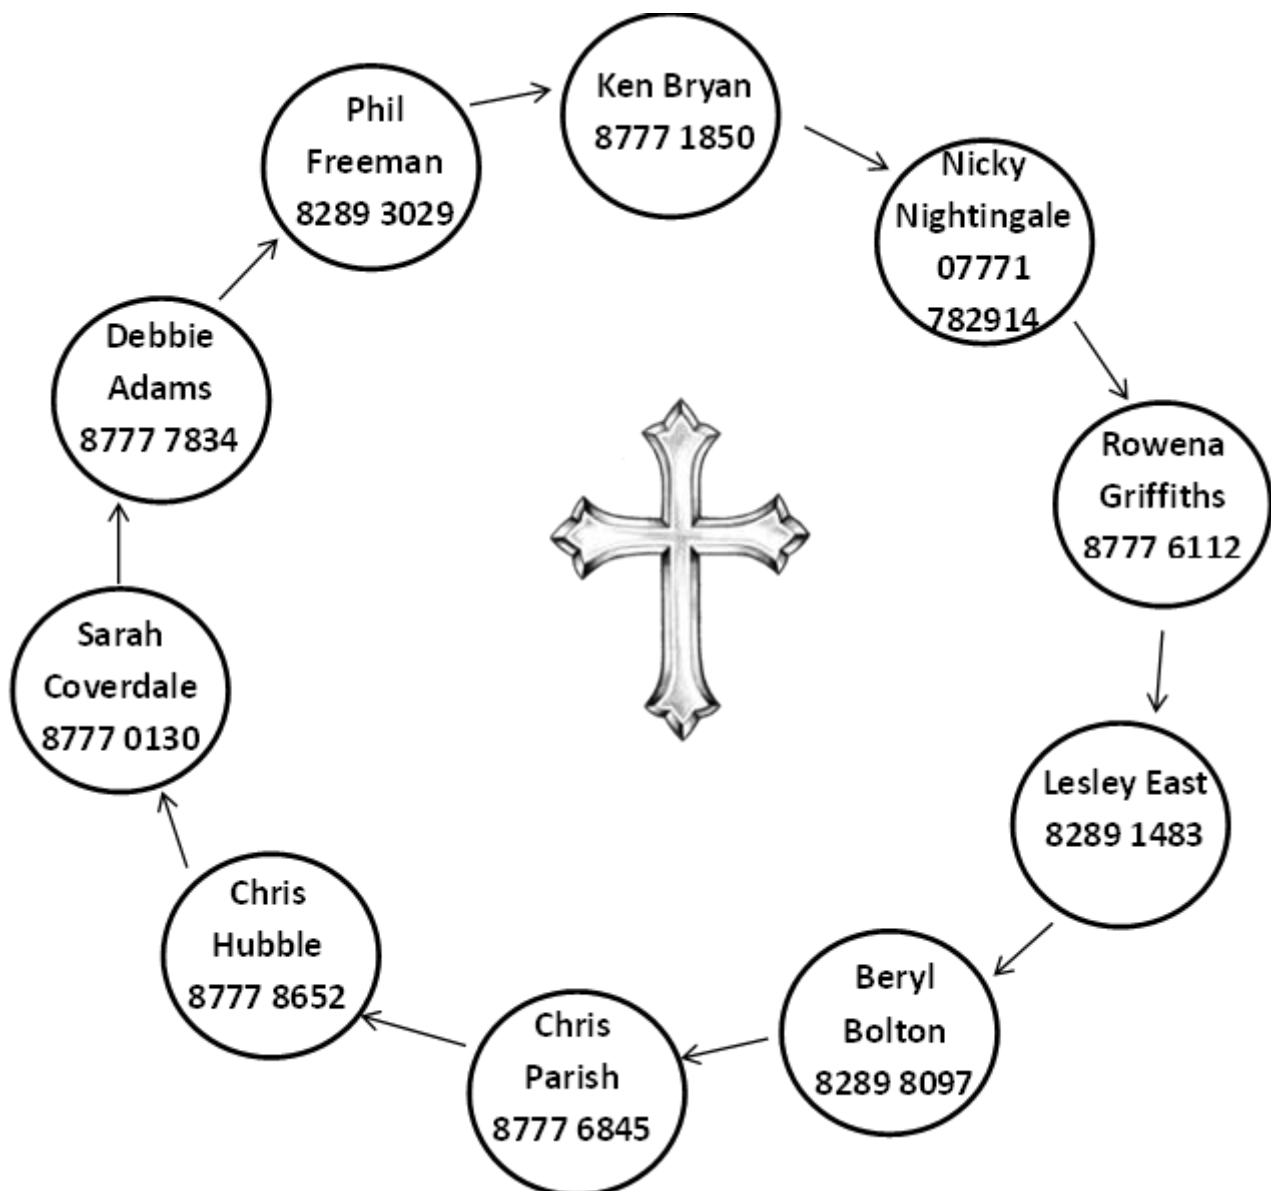 Ken Bryan
8777 1850
Nicky
Nightingale
07771
782914
Rowena
Griffiths
8777 6112
Lesley East
8289 1483
Beryl
Bolton
8289 8097
Chris
Parish
8777 6845
Chris
Hubble
8777 8652
Sarah
Coverdale
8777 0130
Debbie
Adams
8777 7834
Phil
Freeman
8289 3029